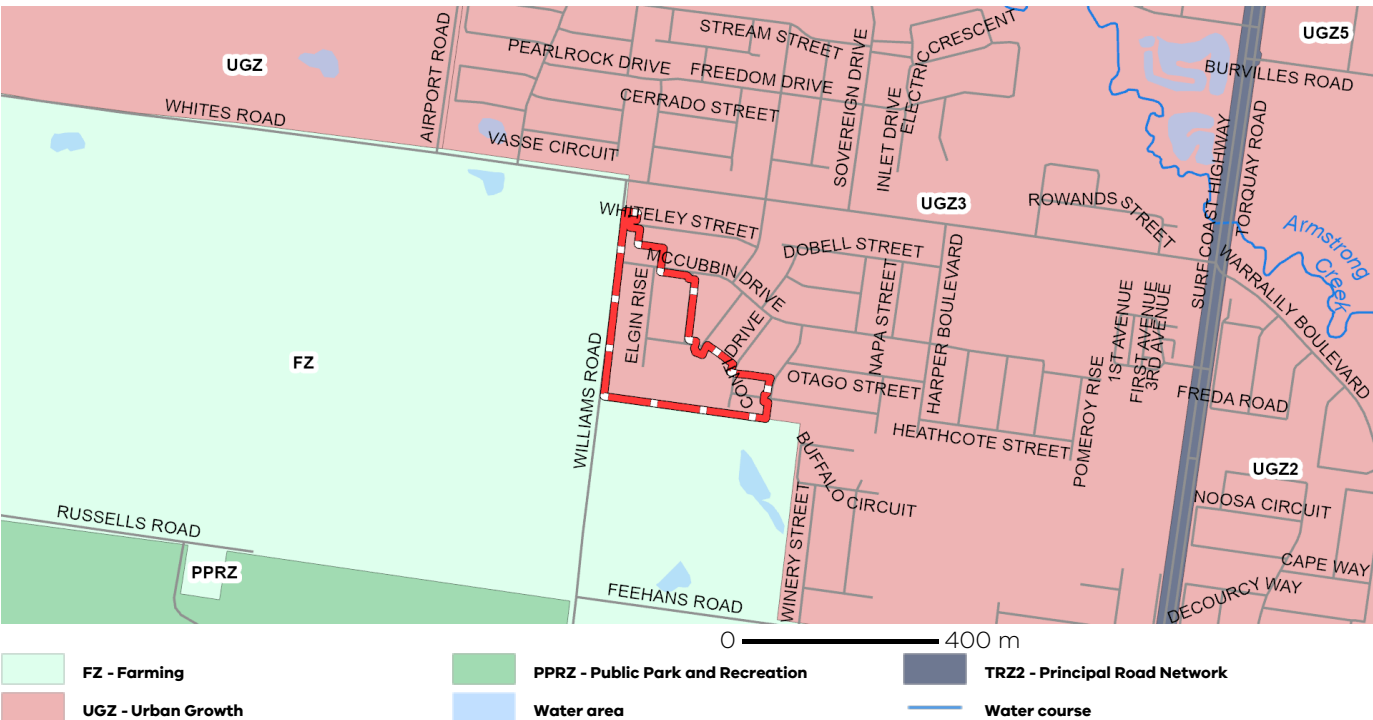 STREAM STREET
ELECTRIC CRESCENT
UGZ5
UGZ
PEARLROCK DRIVE
FREEDOM DRIVE
BURVILLES ROAD
AIRPORT ROAD
SOVEREIGN DRIVE
WHITES ROAD
CERRADO STREET
INLET DRIVE
VASSE CIRCUIT
SURF COAST HIGHWAY
TORQUAY ROAD
WHITELEY STREET
UGZ3
ROWANDS STREET
Armstrong
Creek
DOBELL STREET
MCCUBBIN DRIVE
WARRALILY BOULEVARD
ELGIN RISE
NAPA STREET
HARPER BOULEVARD
1ST AVENUE
FIRST AVENUE
3RD AVENUE
FZ
WILLIAMS ROAD
CONTI DRIVE
OTAGO STREET
POMEROY RISE
FREDA ROAD
HEATHCOTE STREET
BUFFALO CIRCUIT
UGZ2
NOOSA CIRCUIT
RUSSELLS ROAD
WINERY STREET
CAPE WAY
PPRZ
FEEHANS ROAD
DECOURCY WAY
0 400 m
FZ - Farming
PPRZ - Public Park and Recreation
TRZ2 - Principal Road Network
UGZ - Urban Growth
Water area
Water course